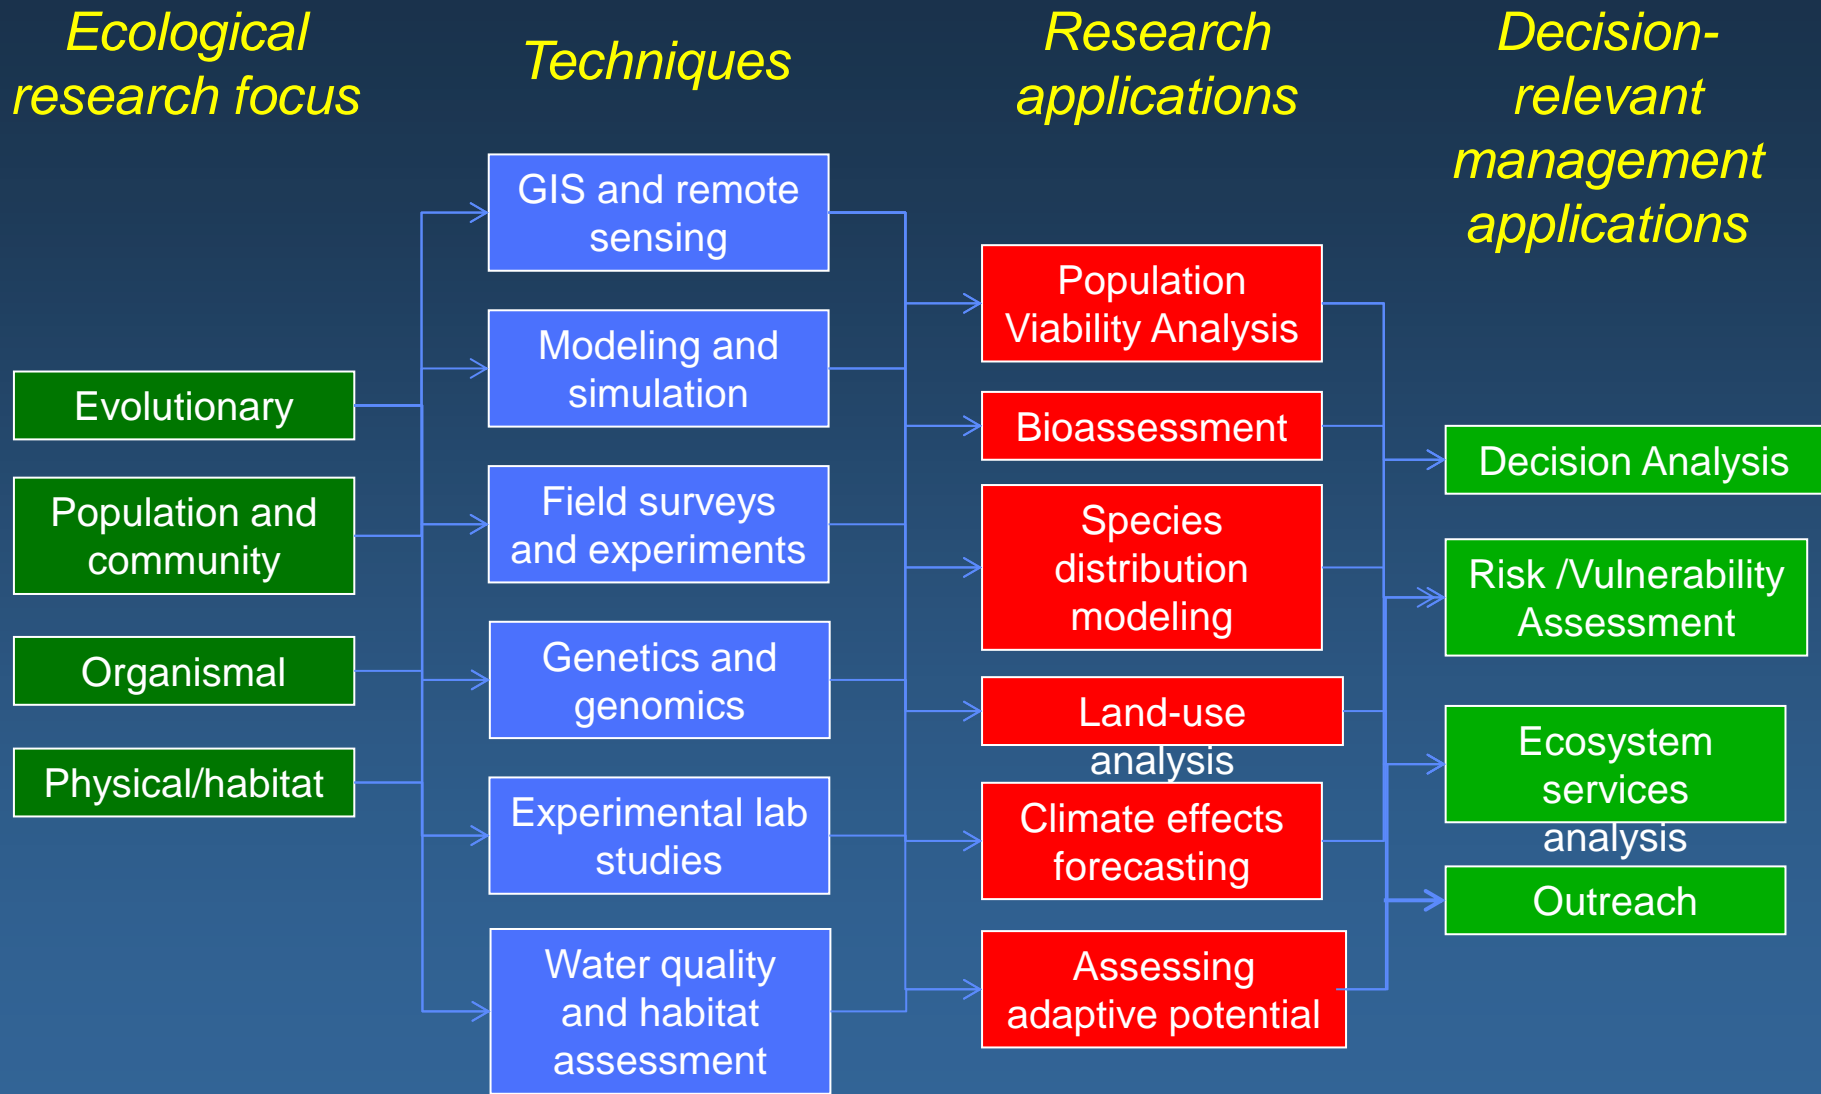 Ecological
research focus
Techniques
Research
applications
Decision-
relevant
management
applications
Evolutionary
Population and
community
Organismal
Physical/habitat
GIS and remote
sensing
Modeling and
simulation
Field surveys
and experiments
Genetics and
genomics
Experimental lab
studies
Water quality
and habitat
assessment
Population
Viability Analysis
Bioassessment
Species
distribution
modeling
Land-use
analysis
Climate effects
forecasting
Assessing
adaptive potential
Decision Analysis
Risk /Vulnerability
Assessment
Ecosystem
services
analysis
Outreach